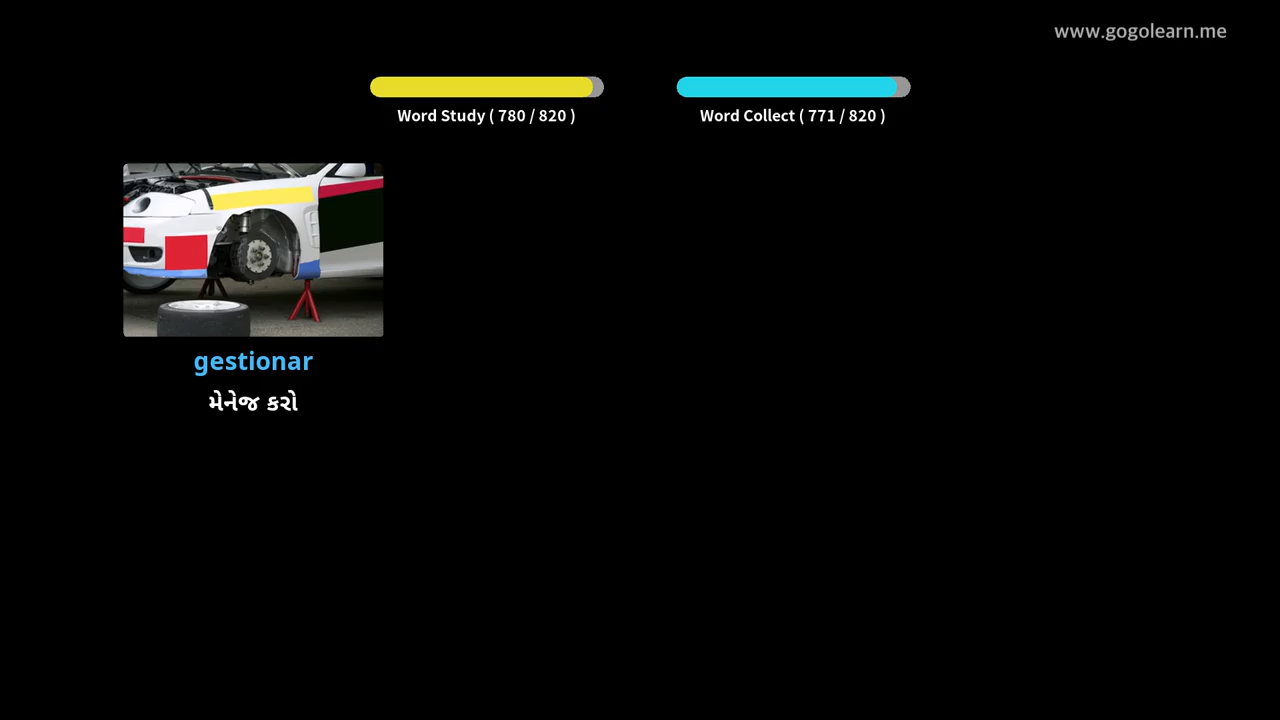 www.gogolearn.me
Word Study ( 780 / 820 )
Word Collect ( 771 / 820 )
gestionar
મેનેજ કરો